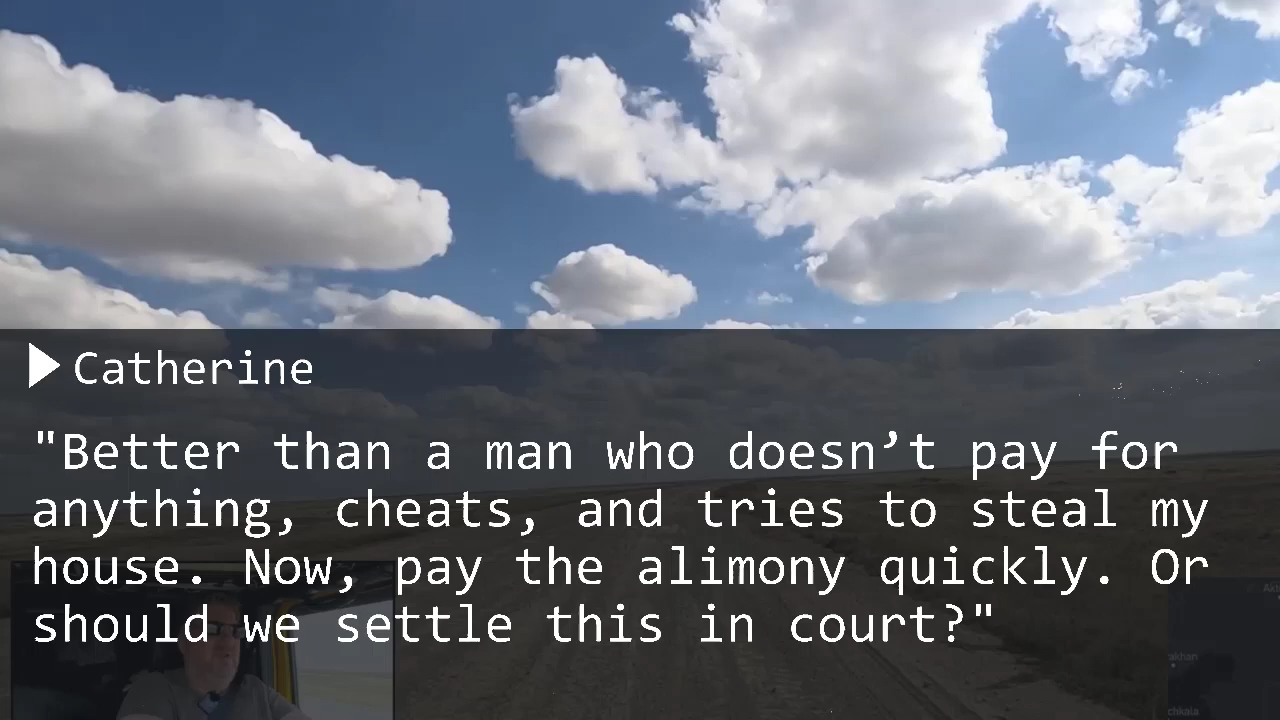 Catherine
"Better than a man who doesn’t pay for
anything, cheats, and tries to steal my
house. Now, pay the alimony quickly. Or
should we settle this in court?"